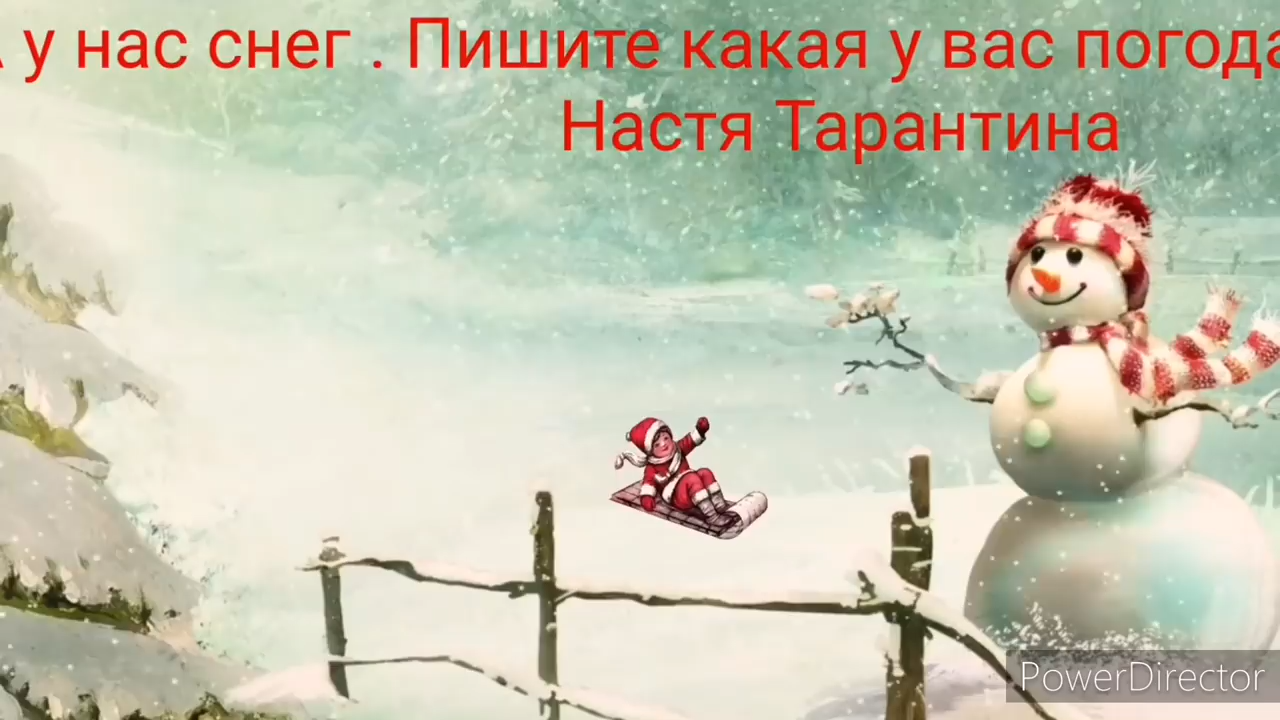 у нас снег . Пишите какая у вас погода
Настя Тарантина
PowerDirector